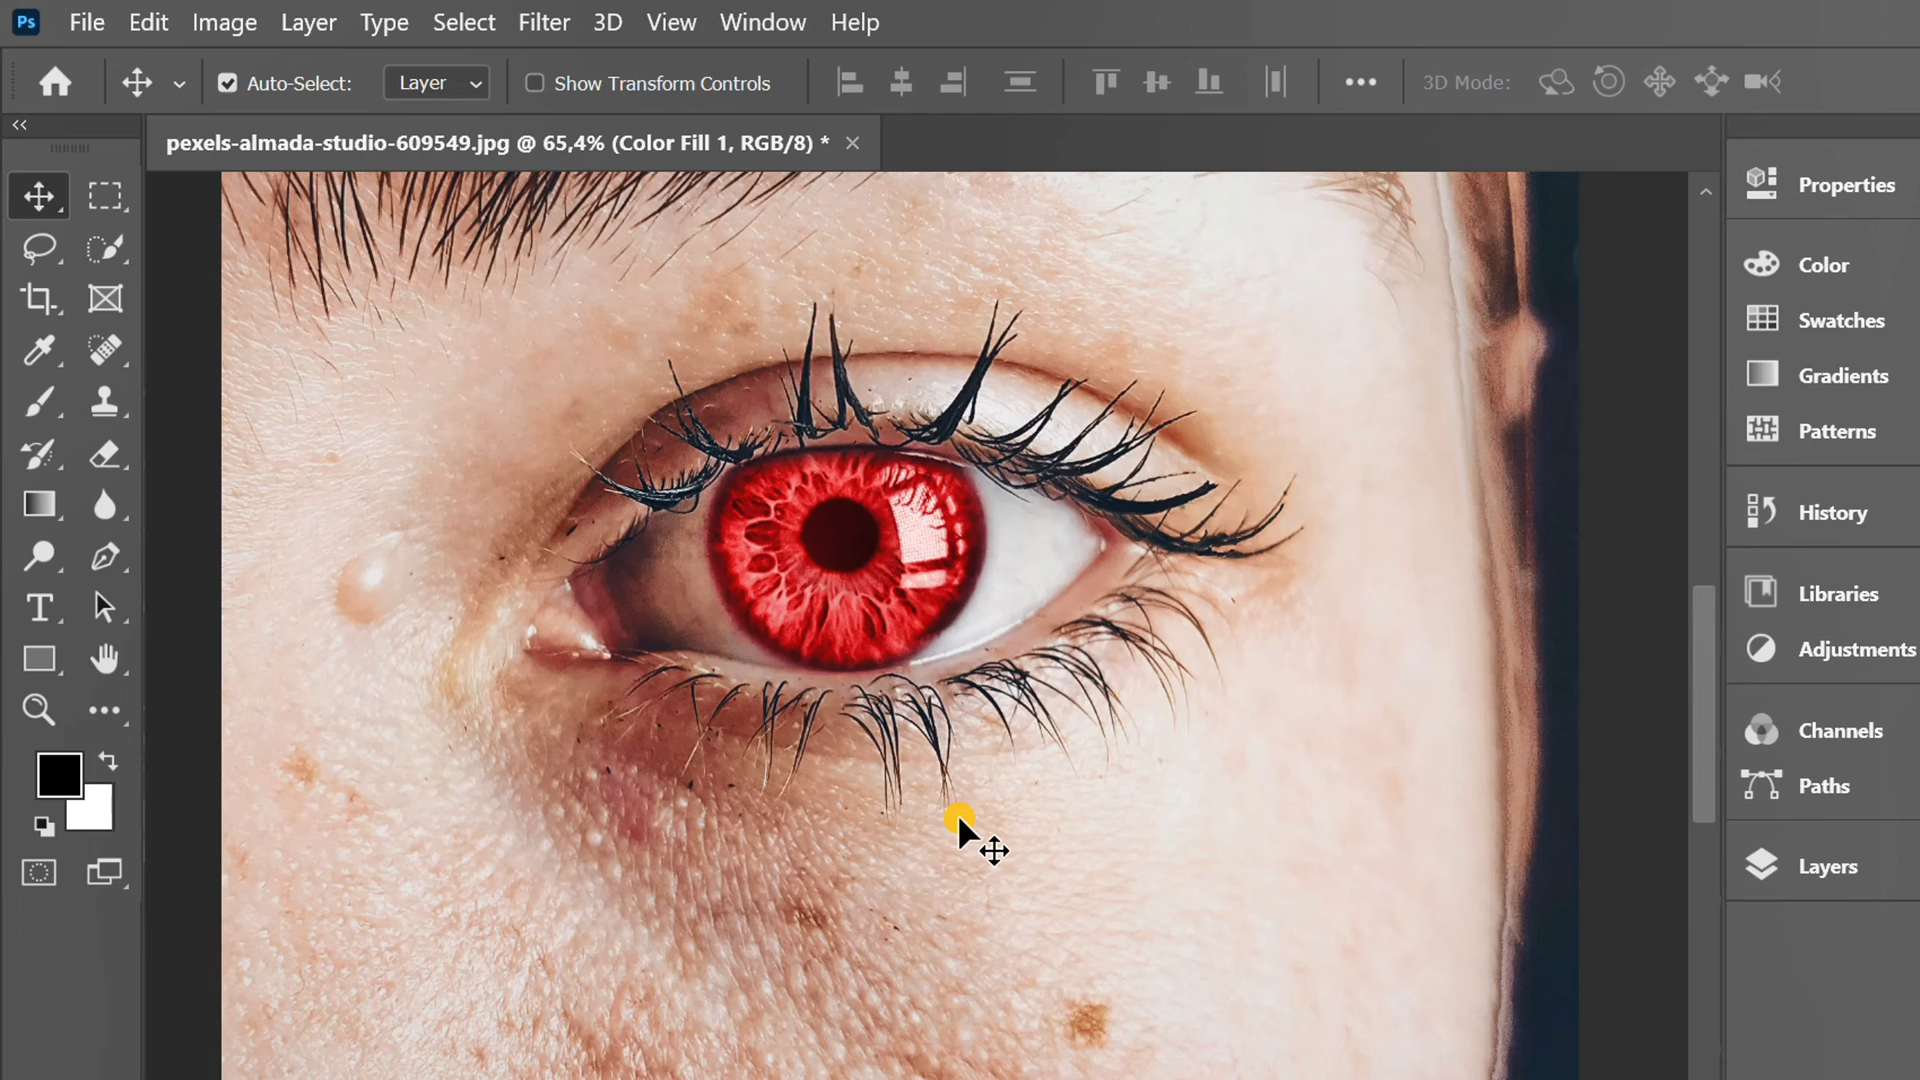 Ps File Edit Image Layer Type Select Filter 3D View Window Help
Auto-Select: Layer Show Transform Controls 3D Mode:
pexels-almada-studio-609549.jpg @ 65,4% (Color Fill 1, RGB/8) *
Properties
Color
Swatches
Gradients
Patterns
History
Libraries
Adjustments
Channels
Paths
Layers